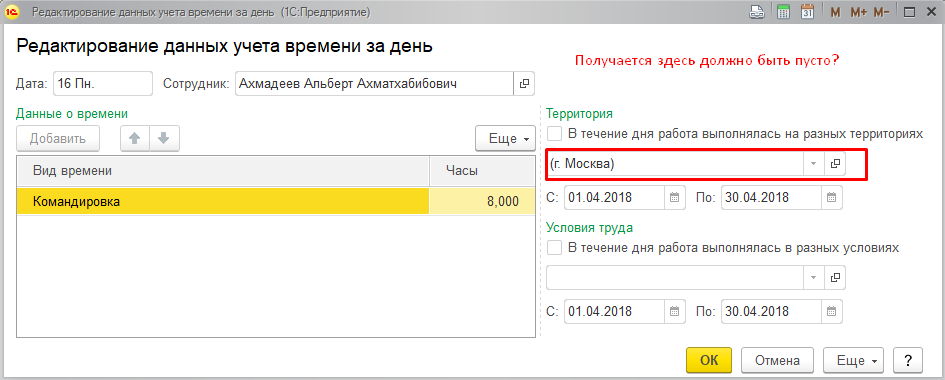 Редактирование данных учета времени за день (1С:Предприятие)
31
M M+ M-
Редактирование данных учета времени за день
Получается здесь должно быть пусто?
Дата: 16 Пн. Сотрудник: Ахмадеев Альберт Ахматхабибович
Данные о времени
Добавить Еще
Вид времени Часы
Командировка 8,000
Территория
В течение дня работа выполнялась на разных территориях
(г. Москва)
С: 01.04.2018 По: 30.04.2018
Условия труда
В течение дня работа выполнялась в разных условиях
С: 01.04.2018 По: 30.04.2018
ОК Отмена Еще ?